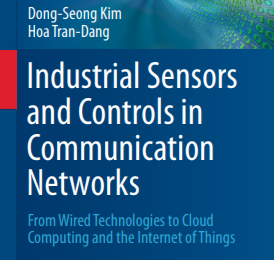 Dong-Seong Kim
Hoa Tran-Dang
Industrial Sensors
and Controls in
Communication
Networks
From Wired Technologies to Cloud
Computing and the Internet of Things